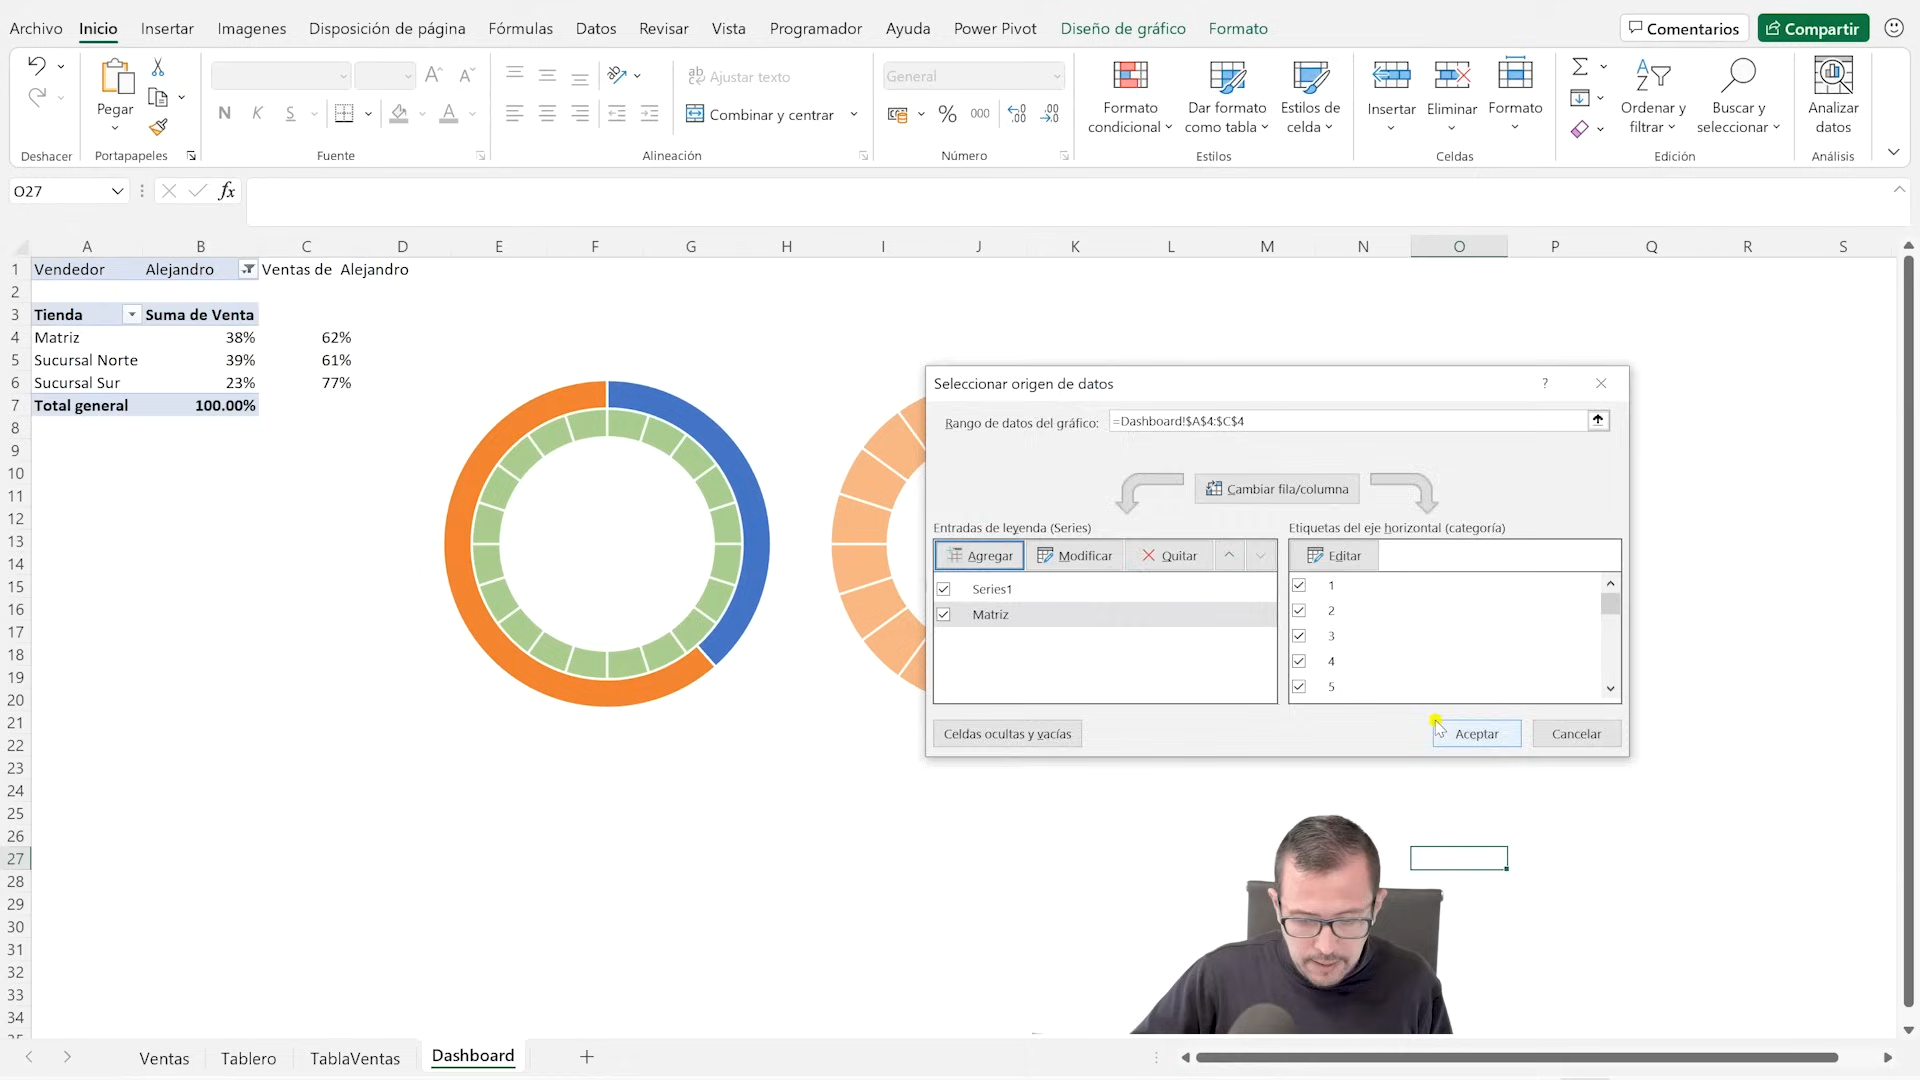 Archivo Inicio Insertar Imagenes Disposición de página Fórmulas Datos Revisar Vista Programador Ayuda Power Pivot Diseño de gráfico Formato Comentarios Compartir
Pegar
N K S A
A A
ab Ajustar texto
Combinar y centrar
General
% 000
Formato condicional
Dar formato como tabla
Estilos de celda
Insertar
Eliminar
Formato
Ordenar y filtrar
Buscar y seleccionar
Analizar datos
Deshacer Portapapeles Fuente Alineación Número Estilos Celdas Edición Análisis
O27 fx
A B C D E F G H I J K L M N O P Q R S
1 Vendedor Alejandro Ventas de Alejandro
2
3 Tienda Suma de Venta
4 Matriz 38% 62%
5 Sucursal Norte 39% 61%
6 Sucursal Sur 23% 77%
7 Total general 100.00%
8
9
10
11
12
13
14
15
16
17
18
19
20
21
22
23
24
25
26
27
28
29
30
31
32
33
34
Seleccionar origen de datos ?
Rango de datos del gráfico: =Dashboard!$A$4:$C$4
Cambiar fila/columna
Entradas de leyenda (Series) Etiquetas del eje horizontal (categoría)
Agregar Modificar Quitar Editar
Series1
Matriz
1
2
3
4
5
Celdas ocultas y vacías Aceptar Cancelar
Ventas Tablero TablaVentas Dashboard